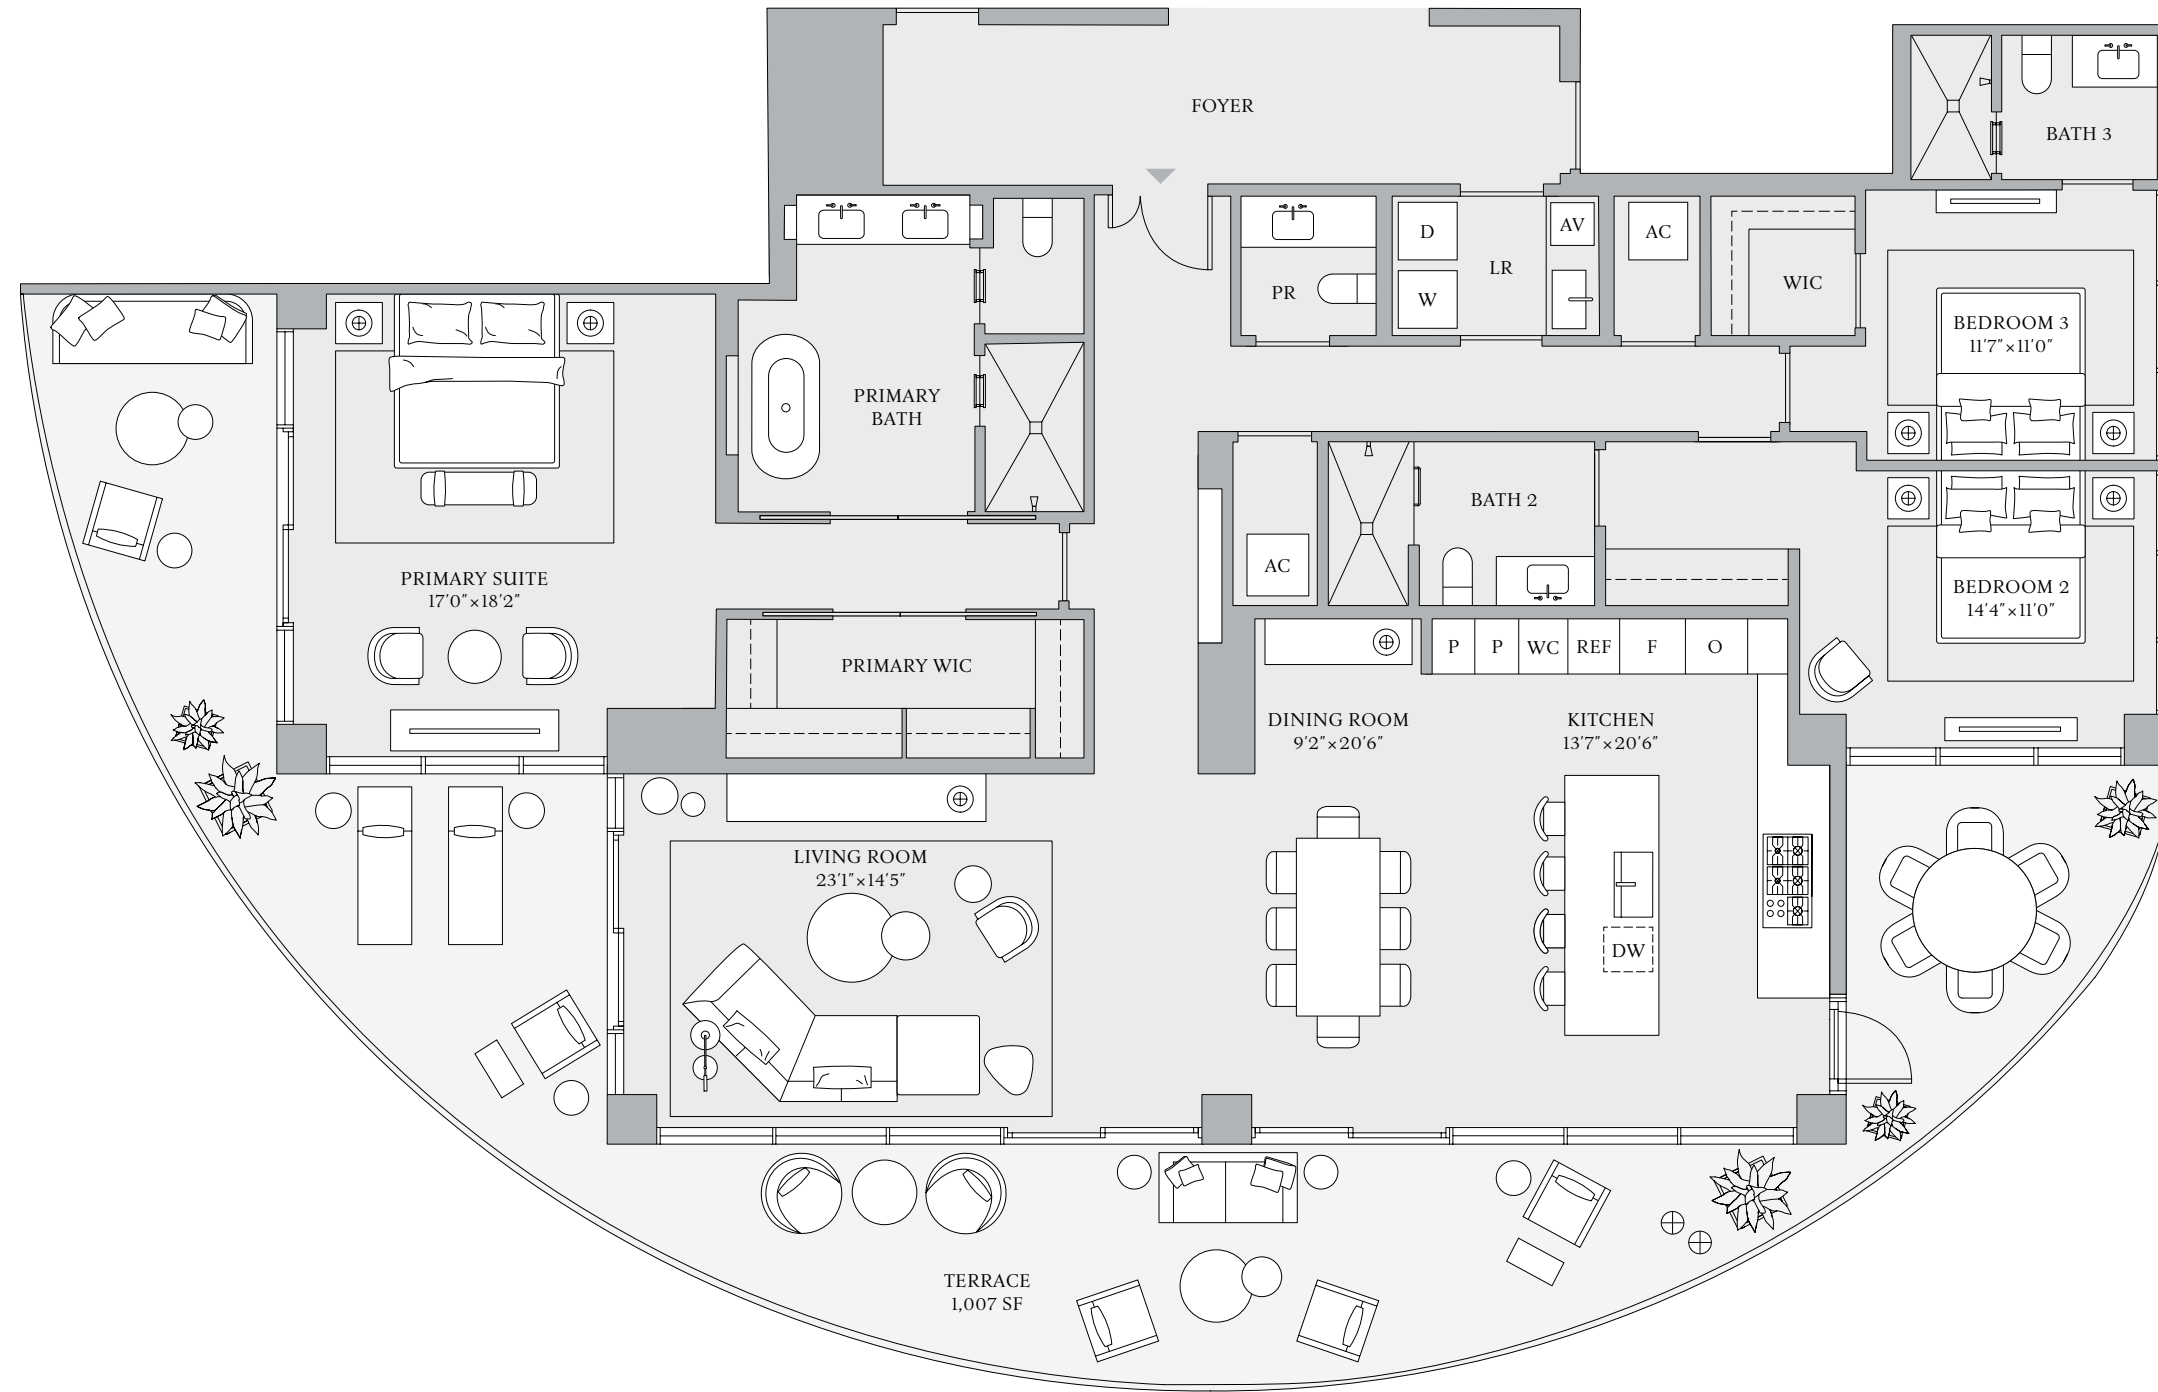 FOYER
BATH 3
D
AV
AC
LR
PR
W
WIC
BEDROOM 3
11'7"×11'0"
PRIMARY
BATH
BATH 2
AC
PRIMARY SUITE
17'0"×18'2"
BEDROOM 2
14'4"×11'0"
PRIMARY WIC
P
P
WC
REF
F
O
DINING ROOM
9'2"×20'6"
KITCHEN
13'7"×20'6"
LIVING ROOM
23'1"×14'5"
DW
TERRACE
1,007 SF